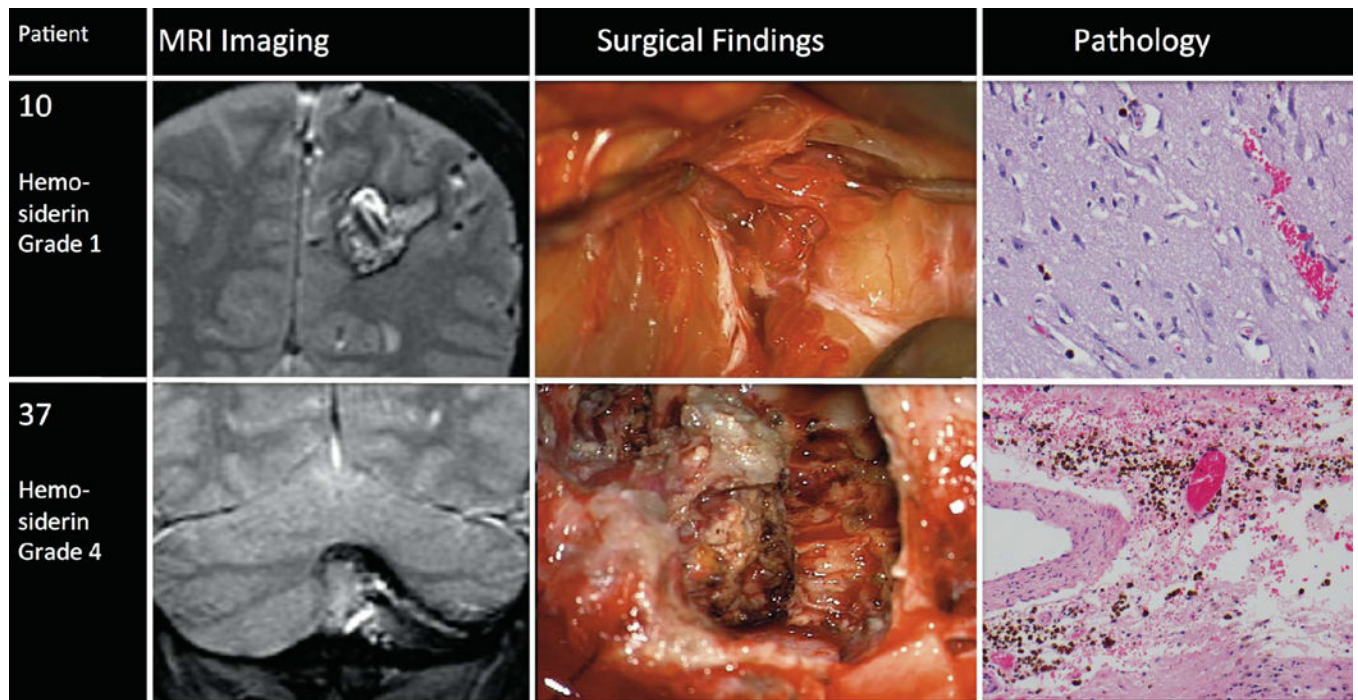 Patient
MRI Imaging
Surgical Findings
Pathology
10
Hemo-
siderin
Grade 1
37
Hemo-
siderin
Grade 4